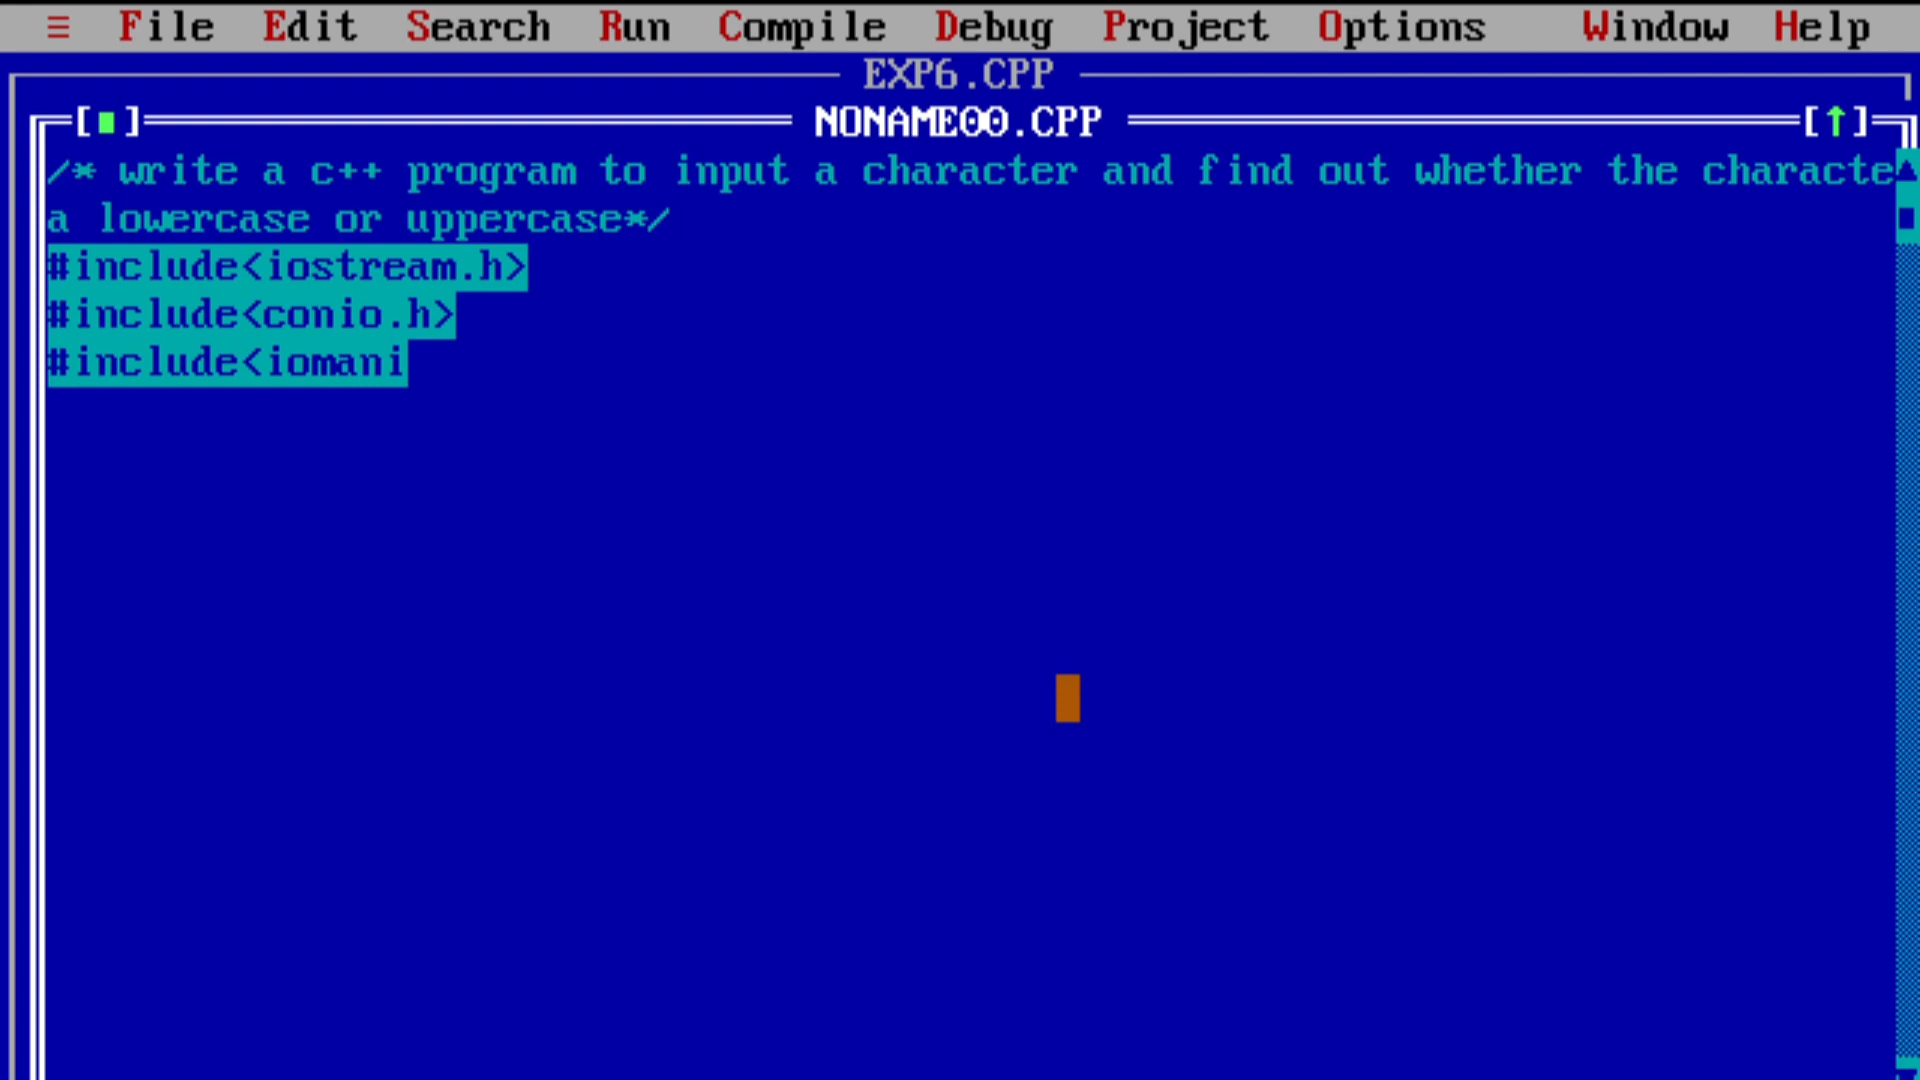 ≡ File Edit Search Run Compile Debug Project Options Window Help
EXP6.CPP
[■] NONAME00.CPP [↑]
/* write a c++ program to input a character and find out whether the characte
a lowercase or uppercase*/
#include<iostream.h>
#include<conio.h>
#include<iomani